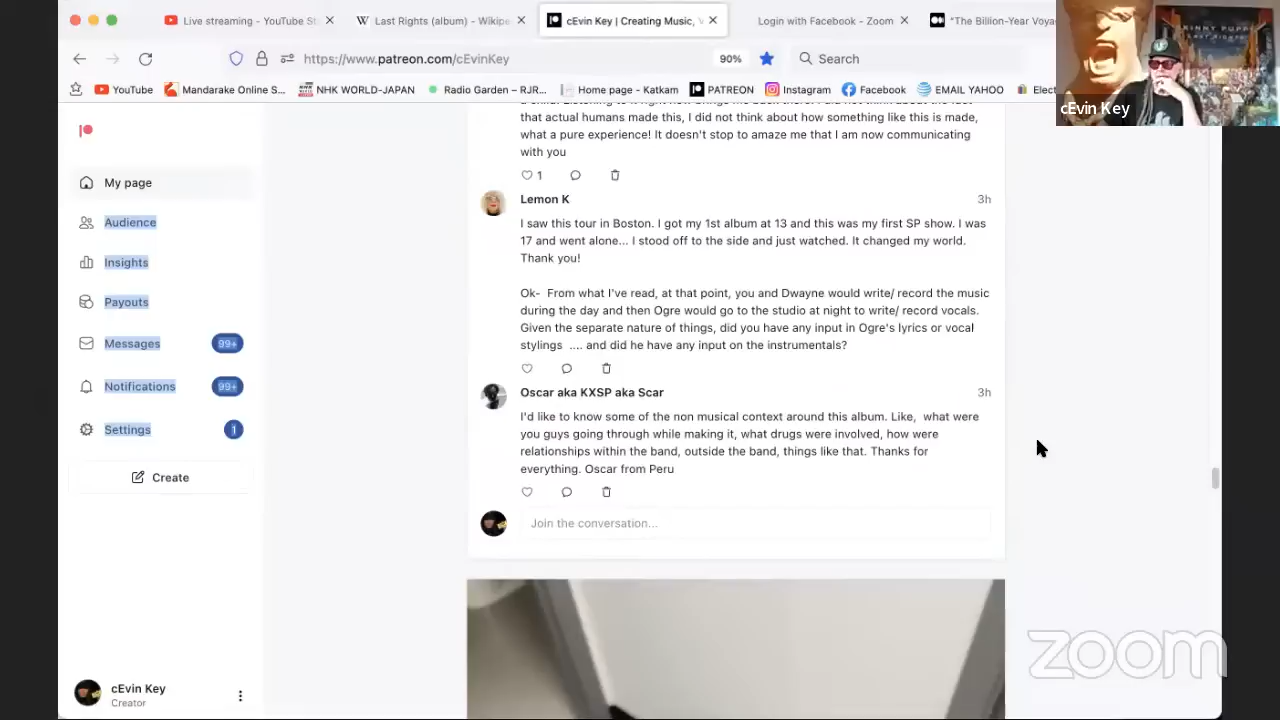 Live streaming - YouTube St
Last Rights (album) - Wikipe
cEvin Key | Creating Music,
Login with Facebook - Zoom
"The Billion-Year Voya
https://www.patreon.com/cEvinKey
90%
Search
YouTube
Mandarake Online S...
NHK WORLD-JAPAN
Radio Garden – RJR...
Home page - Katkam
PATREON
Instagram
Facebook
EMAIL YAHOO
Elect
cEvin Key
My page
Audience
Insights
Payouts
Messages 99+
Notifications 99+
Settings 1
Create
cEvin Key
Creator
that actual humans made this, I did not think about how something like this is made,
what a pure experience! It doesn't stop to amaze me that I am now communicating
with you
1
Lemon K 3h
I saw this tour in Boston. I got my 1st album at 13 and this was my first SP show. I was
17 and went alone... I stood off to the side and just watched. It changed my world.
Thank you!
Ok- From what I've read, at that point, you and Dwayne would write/ record the music
during the day and then Ogre would go to the studio at night to write/ record vocals.
Given the separate nature of things, did you have any input in Ogre's lyrics or vocal
stylings .... and did he have any input on the instrumentals?
Oscar aka KXSP aka Scar 3h
I'd like to know some of the non musical context around this album. Like, what were
you guys going through while making it, what drugs were involved, how were
relationships within the band, outside the band, things like that. Thanks for
everything. Oscar from Peru
Join the conversation...
zoom